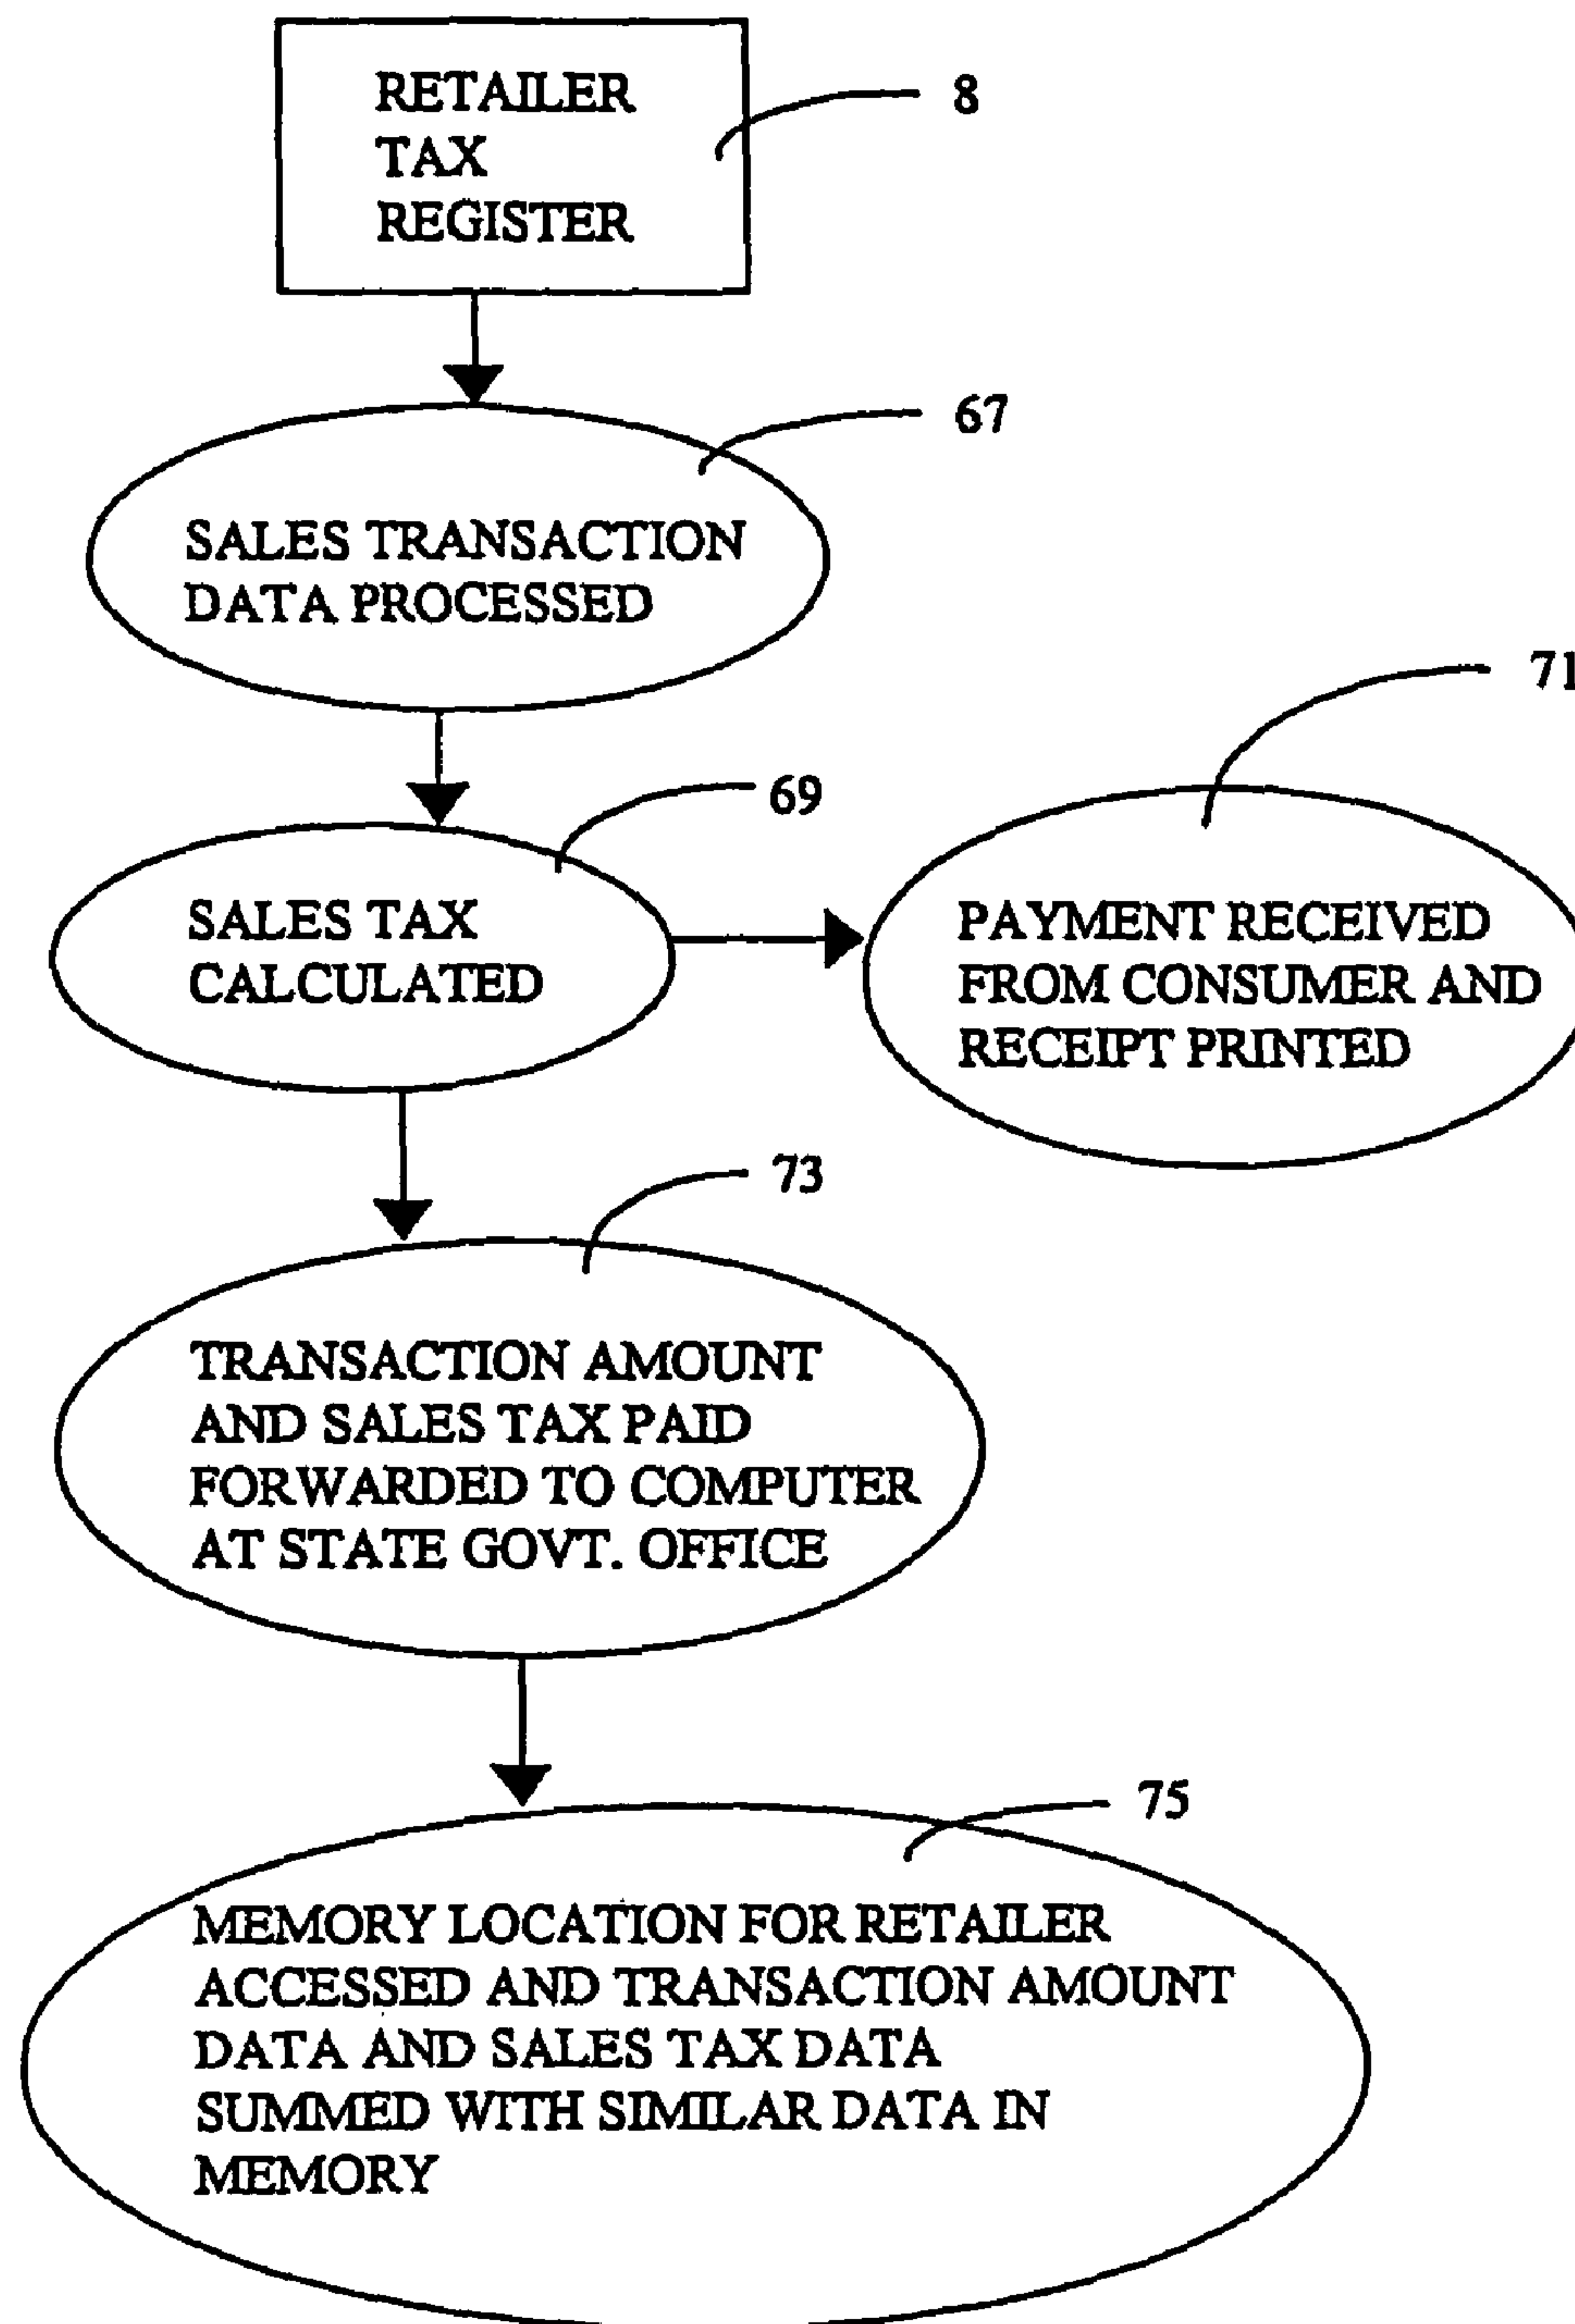 RETAILER
TAX
REGISTER
8
67
SALES TRANSACTION
DATA PROCESSED
71
69
SALES TAX
CALCULATED
PAYMENT RECEIVED
FROM CONSUMER AND
RECEIPT PRINTED
73
TRANSACTION AMOUNT
AND SALES TAX PAID
FORWARDED TO COMPUTER
AT STATE GOVT. OFFICE
75
MEMORY LOCATION FOR RETAILER
ACCESSED AND TRANSACTION AMOUNT
DATA AND SALES TAX DATA
SUMMED WITH SIMILAR DATA IN
MEMORY